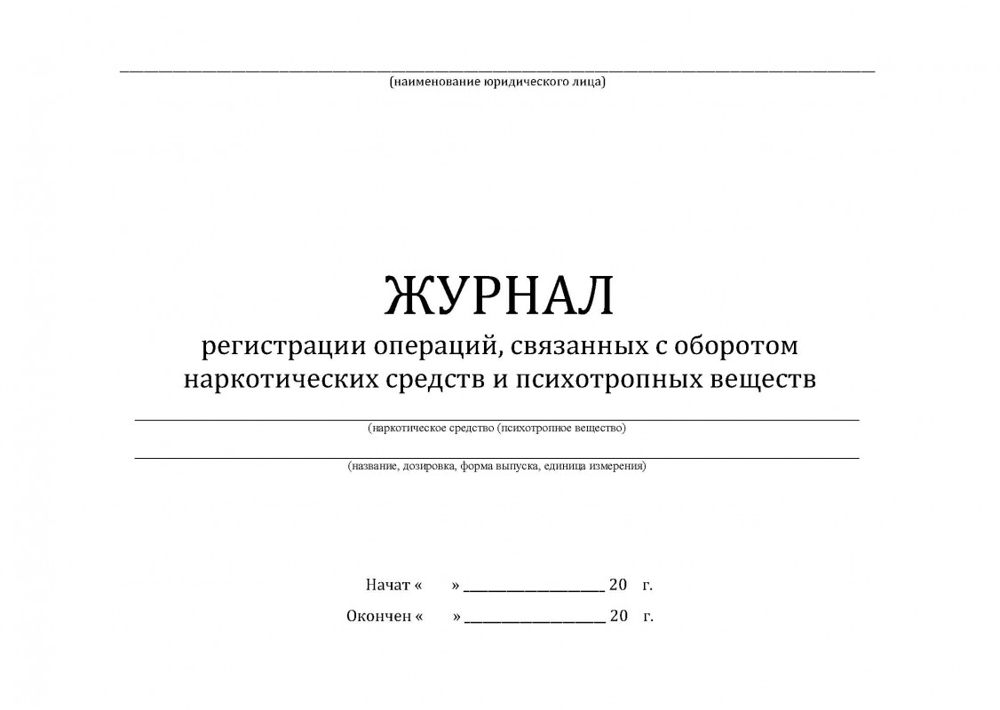 (наименование юридического лица)
ЖУРНАЛ
регистрации операций, связанных с оборотом
наркотических средств и психотропных веществ
(наркотическое средство (психотропное вещество)
(название, дозировка, форма выпуска, единица измерения)
Начат « » ____________________ 20 г.
Окончен « » ____________________ 20 г.